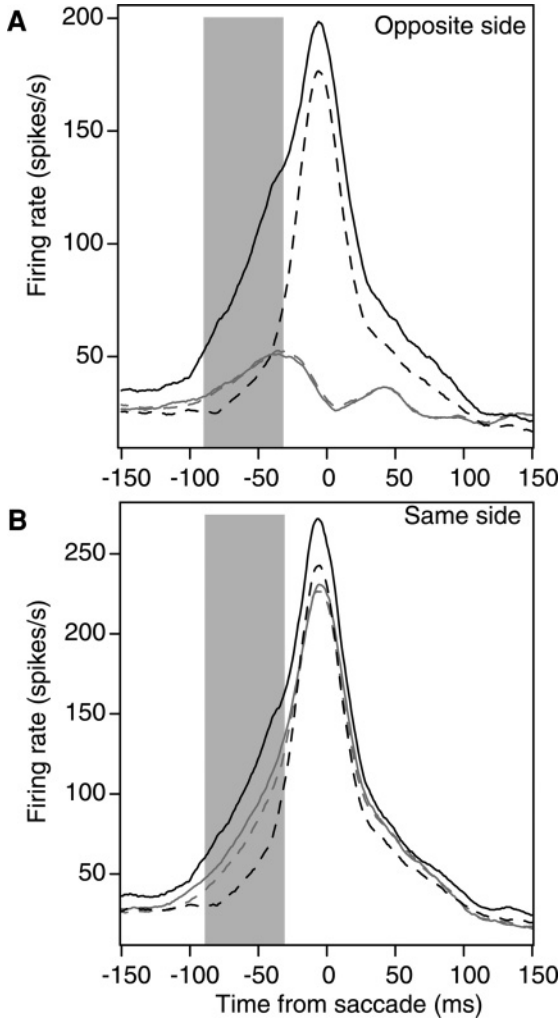 A
Opposite side
200
150
100
50
Firing rate (spikes/s)
-150 -100 -50 0 50 100 150
B
Same side
250
200
150
100
50
Firing rate (spikes/s)
-150 -100 -50 0 50 100 150
Time from saccade (ms)